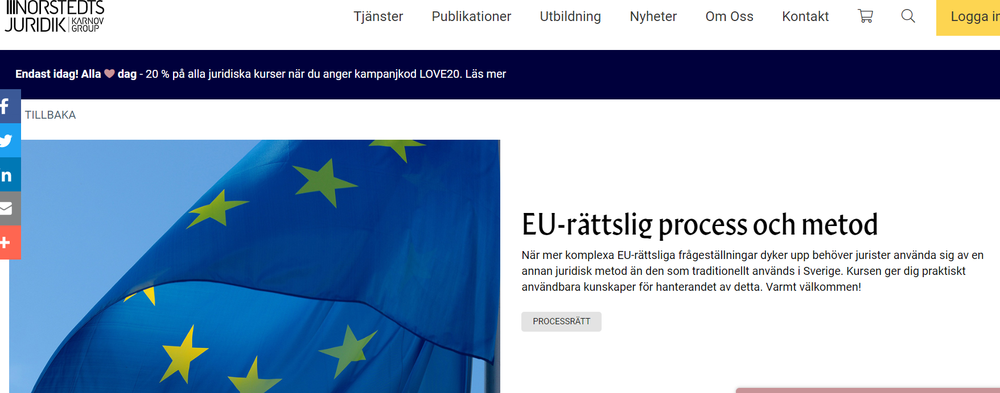 NORSTEDTS
JURIDIK KARNOV GROUP
Tjänster Publikationer Utbildning Nyheter Om Oss Kontakt Logga in
Endast idag! Alla dag - 20 % på alla juridiska kurser när du anger kampanjkod LOVE20. Läs mer
TILLBAKA
EU-rättslig process och metod
När mer komplexa EU-rättsliga frågeställningar dyker upp behöver jurister använda sig av en
annan juridisk metod än den som traditionellt används i Sverige. Kursen ger dig praktiskt
användbara kunskaper för hanterandet av detta. Varmt välkommen!
PROCESSRÄTT